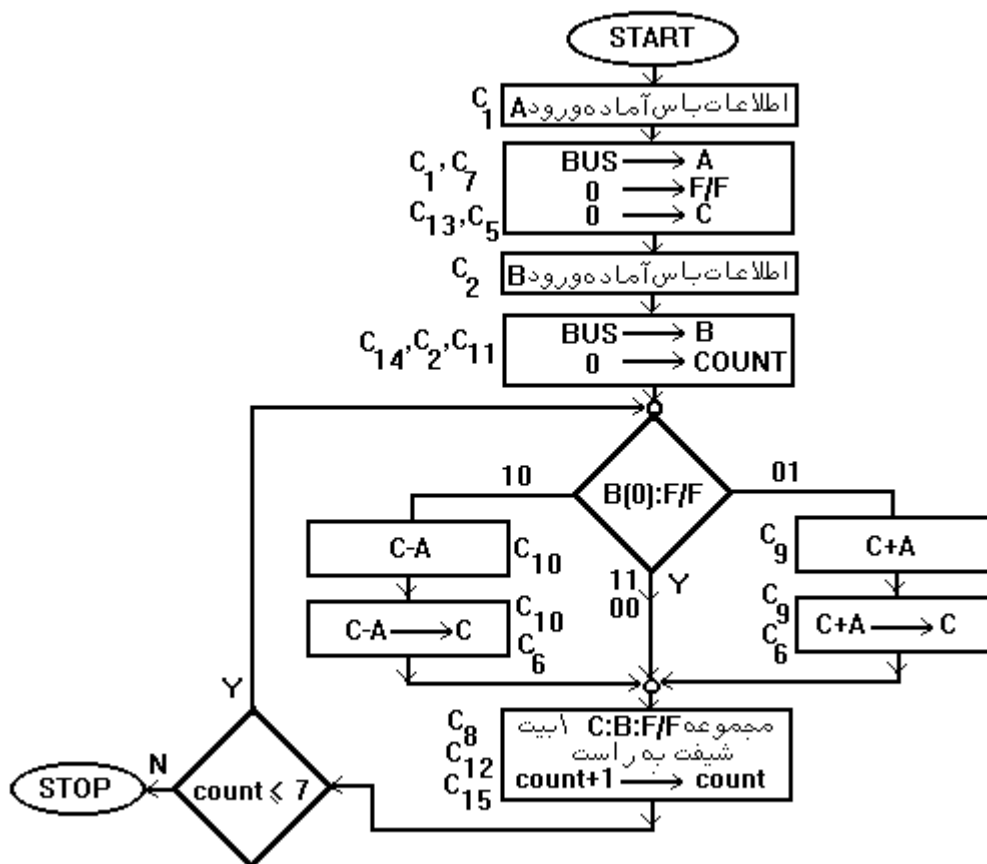 START
C1
اطلاعات باس آماده ورود A
C1, C7
C13, C5
BUS → A
0 → F/F
0 → C
C2
اطلاعات باس آماده ورود B
C14, C2, C11
BUS → B
0 → COUNT
B(0):F/F
10
01
11
00
Y
C-A
C10
C-A → C
C10
C6
C9
C+A
C9
C6
C+A → C
C8
C12
C15
مجموعه C:B:F/F ۱بیت
شیفت به راست
count+1 → count
Y
N
count ⩽ 7
STOP